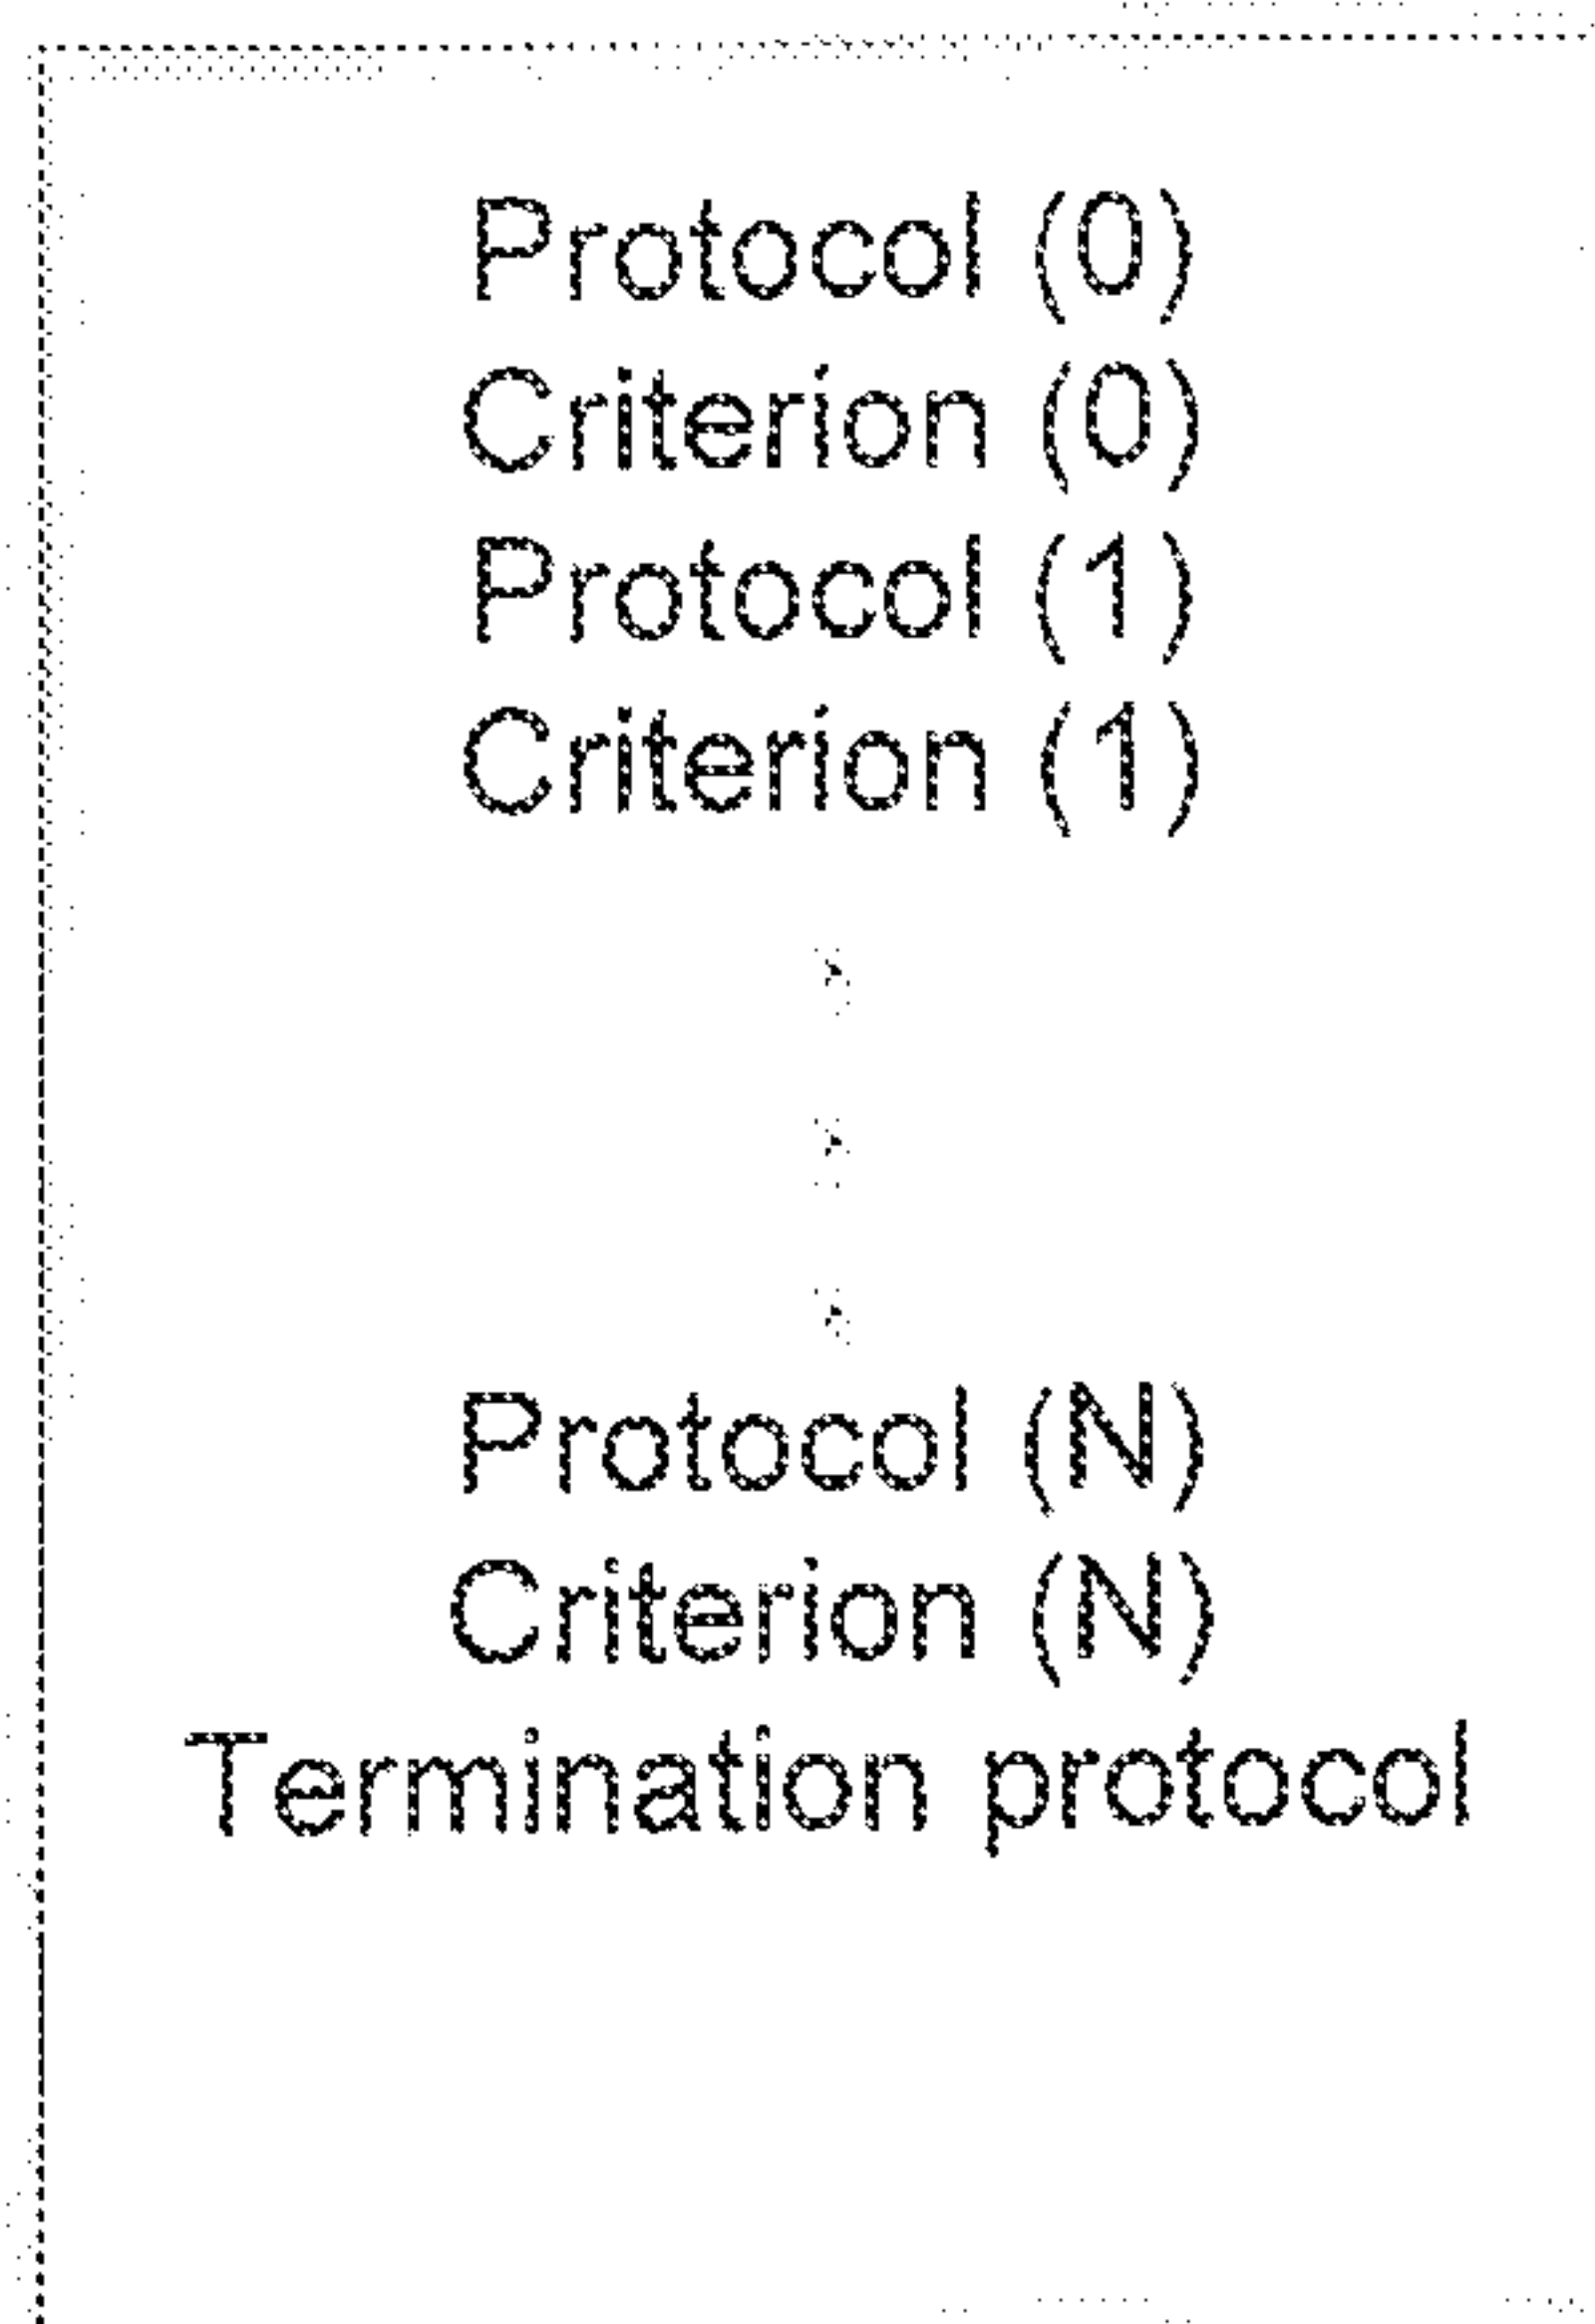 Protocol (0)
Criterion (0)
Protocol (1)
Criterion (1)
.
.
.
Protocol (N)
Criterion (N)
Termination protocol